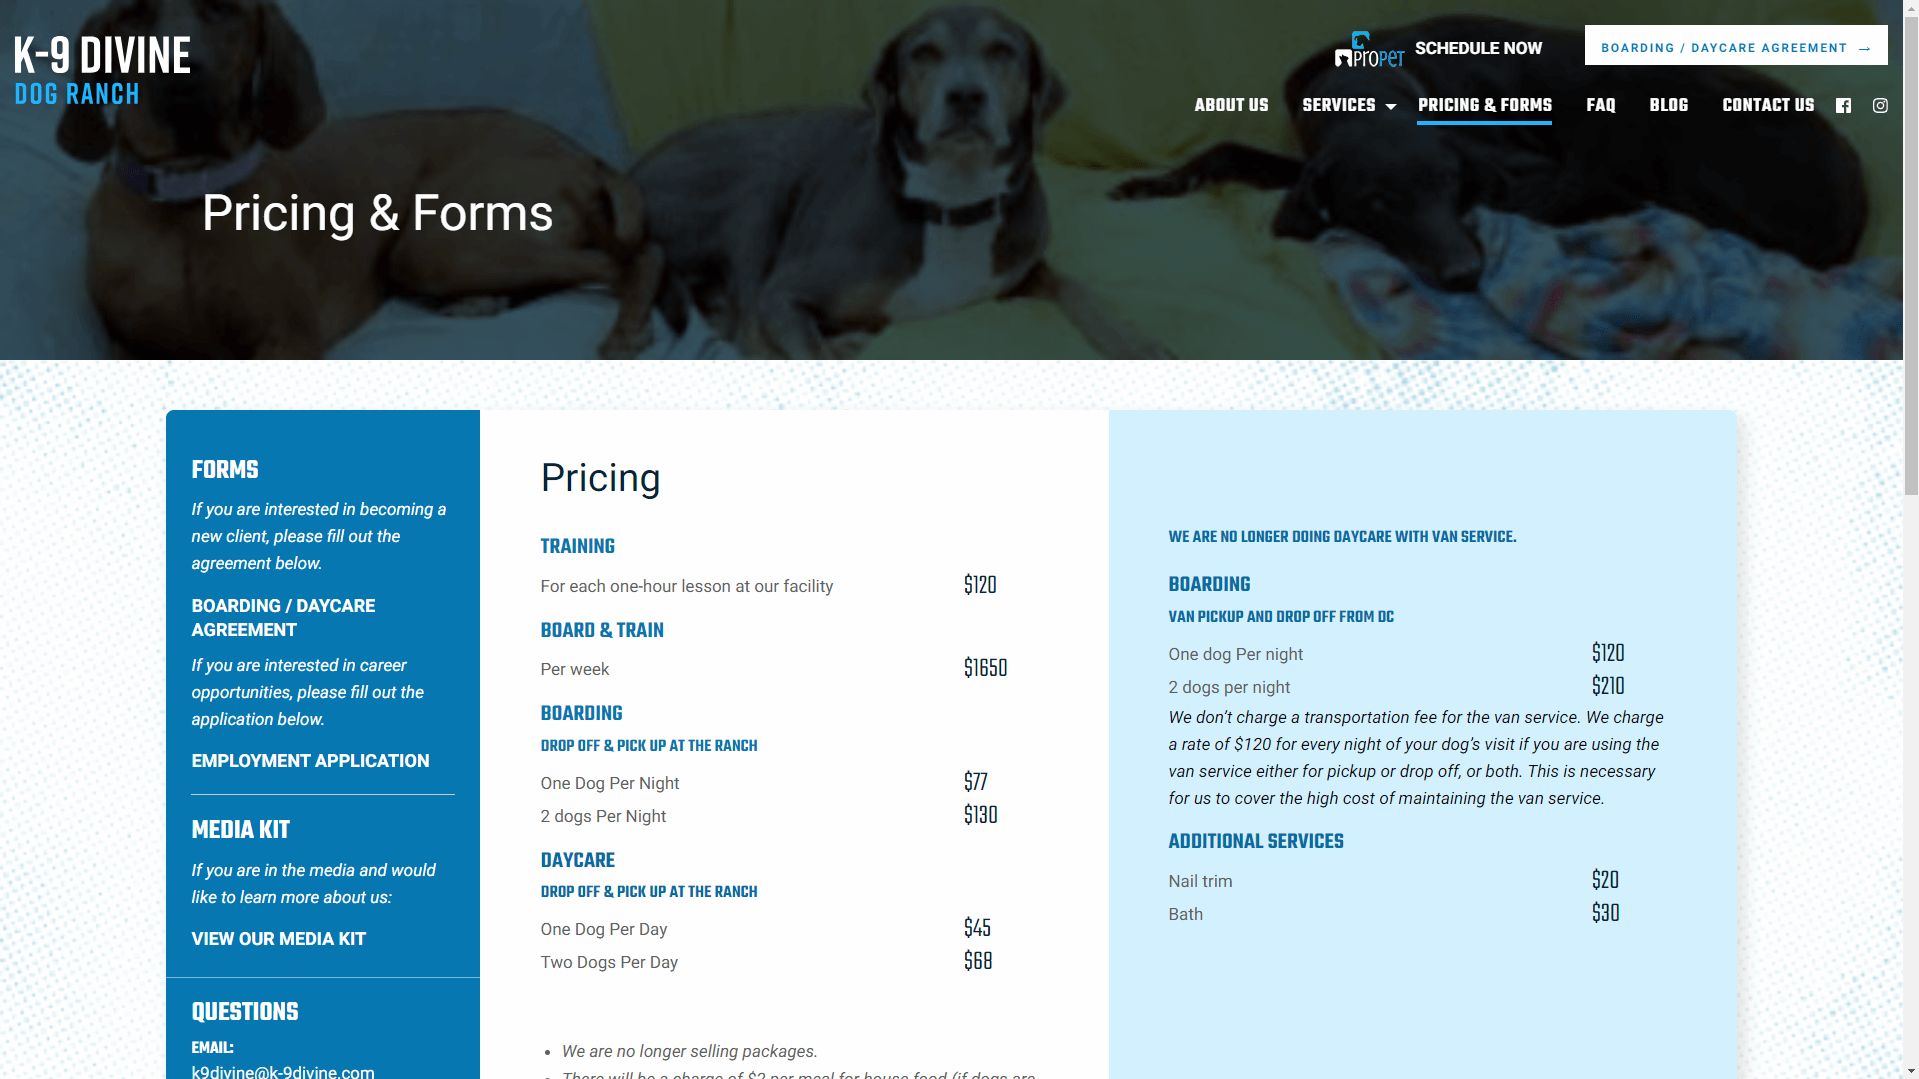 K-9 DIVINE
DOG RANCH
PROPET
SCHEDULE NOW
BOARDING / DAYCARE AGREEMENT →
ABOUT US
SERVICES
PRICING & FORMS
FAQ
BLOG
CONTACT US
Pricing & Forms
FORMS
If you are interested in becoming a
new client, please fill out the
agreement below.
BOARDING / DAYCARE
AGREEMENT
If you are interested in career
opportunities, please fill out the
application below.
EMPLOYMENT APPLICATION
MEDIA KIT
If you are in the media and would
like to learn more about us:
VIEW OUR MEDIA KIT
QUESTIONS
EMAIL:
k9divine@k-9divine.com
Pricing
TRAINING
For each one-hour lesson at our facility $120
BOARD & TRAIN
Per week $1650
BOARDING
DROP OFF & PICK UP AT THE RANCH
One Dog Per Night $77
2 dogs Per Night $130
DAYCARE
DROP OFF & PICK UP AT THE RANCH
One Dog Per Day $45
Two Dogs Per Day $68
• We are no longer selling packages.
• There will be a charge of $2 per meal for house food (if dogs are
WE ARE NO LONGER DOING DAYCARE WITH VAN SERVICE.
BOARDING
VAN PICKUP AND DROP OFF FROM DC
One dog Per night $120
2 dogs per night $210
We don’t charge a transportation fee for the van service. We charge
a rate of $120 for every night of your dog’s visit if you are using the
van service either for pickup or drop off, or both. This is necessary
for us to cover the high cost of maintaining the van service.
ADDITIONAL SERVICES
Nail trim $20
Bath $30